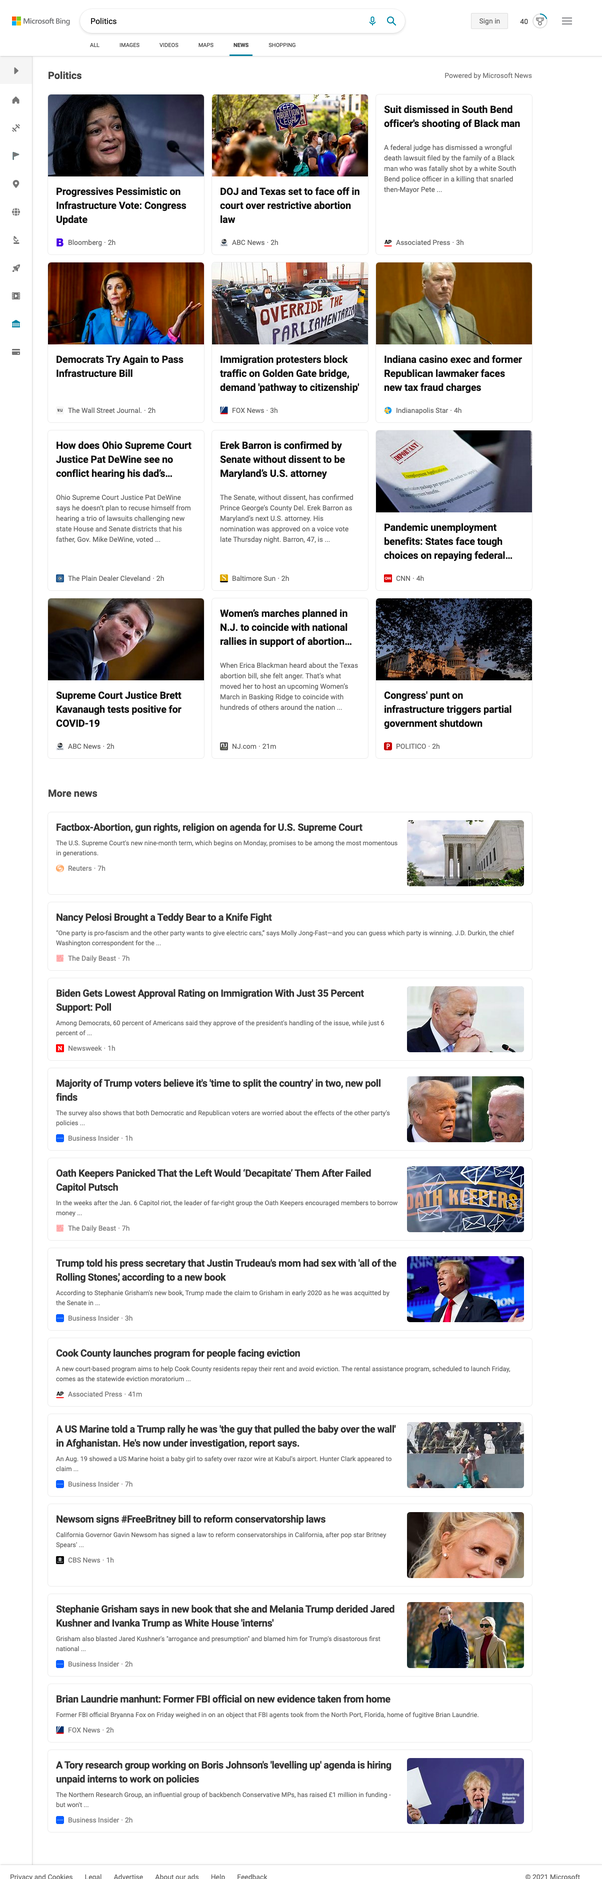 Microsoft Bing
Politics
Sign in
40
ALL IMAGES VIDEOS MAPS NEWS SHOPPING
Politics
Powered by Microsoft News
Progressives Pessimistic on
Infrastructure Vote: Congress
Update
Bloomberg · 2h
DOJ and Texas set to face off in
court over restrictive abortion
law
ABC News · 2h
Suit dismissed in South Bend
officer's shooting of Black man
A federal judge has dismissed a wrongful
death lawsuit filed by the family of a Black
man who was fatally shot by a white South
Bend police officer in a killing that snarled
then-Mayor Pete ...
AP Associated Press · 3h
Democrats Try Again to Pass
Infrastructure Bill
The Wall Street Journal. · 2h
OVERRIDE THE
PARLIAMENTARIAN
Immigration protesters block
traffic on Golden Gate bridge,
demand 'pathway to citizenship'
FOX News · 3h
Indiana casino exec and former
Republican lawmaker faces
new tax fraud charges
Indianapolis Star · 4h
How does Ohio Supreme Court
Justice Pat DeWine see no
conflict hearing his dad's...
Ohio Supreme Court Justice Pat DeWine
says he doesn't plan to recuse himself from
hearing a trio of lawsuits challenging new
state House and Senate districts that his
father, Gov. Mike DeWine, voted ...
The Plain Dealer Cleveland · 2h
Erek Barron is confirmed by
Senate without dissent to be
Maryland's U.S. attorney
The Senate, without dissent, has confirmed
Prince George's County Del. Erek Barron as
Maryland's next U.S. attorney. His
nomination was approved on a voice vote
late Thursday night. Barron, 47, is ...
Baltimore Sun · 2h
IMPORTANT
Pandemic unemployment
benefits: States face tough
choices on repaying federal...
CNN · 4h
Supreme Court Justice Brett
Kavanaugh tests positive for
COVID-19
ABC News · 2h
Women's marches planned in
N.J. to coincide with national
rallies in support of abortion...
When Erica Blackman heard about the Texas
abortion bill, she felt anger. That's what
moved her to host an upcoming Women's
March in Basking Ridge to coincide with
hundreds of others around the nation ...
NJ.com · 21m
Congress' punt on
infrastructure triggers partial
government shutdown
POLITICO · 2h
More news
Factbox-Abortion, gun rights, religion on agenda for U.S. Supreme Court
The U.S. Supreme Court's new nine-month term, which begins on Monday, promises to be among the most momentous
in generations.
Reuters · 7h
Nancy Pelosi Brought a Teddy Bear to a Knife Fight
"One party is pro-fascism and the other party wants to give electric cars," says Molly Jong-Fast—and you can guess which party is winning. J.D. Durkin, the chief
Washington correspondent for the ...
The Daily Beast · 7h
Biden Gets Lowest Approval Rating on Immigration With Just 35 Percent
Support: Poll
Among Democrats, 60 percent of Americans said they approve of the president's handling of the issue, while just 6
percent of ...
Newsweek · 1h
Majority of Trump voters believe it's 'time to split the country' in two, new poll
finds
The survey also shows that both Democratic and Republican voters are worried about the effects of the other party's
policies ...
Business Insider · 1h
Oath Keepers Panicked That the Left Would 'Decapitate' Them After Failed
Capitol Putsch
In the weeks after the Jan. 6 Capitol riot, the leader of far-right group the Oath Keepers encouraged members to borrow
money ...
The Daily Beast · 7h
OATH KEEPERS
Trump told his press secretary that Justin Trudeau's mom had sex with 'all of the
Rolling Stones,' according to a new book
According to Stephanie Grisham's new book, Trump made the claim to Grisham in early 2020 as he was acquitted by
the Senate in ...
Business Insider · 3h
Cook County launches program for people facing eviction
A new court-based program aims to help Cook County residents repay their rent and avoid eviction. The rental assistance program, scheduled to launch Friday,
comes as the statewide eviction moratorium ...
AP Associated Press · 41m
A US Marine told a Trump rally he was 'the guy that pulled the baby over the wall'
in Afghanistan. He's now under investigation, report says.
An Aug. 19 showed a US Marine hoist a baby girl to safety over razor wire at Kabul's airport. Hunter Clark appeared to
claim ...
Business Insider · 7h
Newsom signs #FreeBritney bill to reform conservatorship laws
California Governor Gavin Newsom has signed a law to reform conservatorships in California, after pop star Britney
Spears' ...
CBS News · 1h
Stephanie Grisham says in new book that she and Melania Trump derided Jared
Kushner and Ivanka Trump as White House 'interns'
Grisham also blasted Jared Kushner's "arrogance and presumption" and blamed him for Trump's disastorous first
national ...
Business Insider · 2h
Brian Laundrie manhunt: Former FBI official on new evidence taken from home
Former FBI official Bryanna Fox on Friday weighed in on an object that FBI agents took from the North Port, Florida, home of fugitive Brian Laundrie.
FOX News · 2h
A Tory research group working on Boris Johnson's 'levelling up' agenda is hiring
unpaid interns to work on policies
The Northern Research Group, an influential group of backbench Conservative MPs, has raised £1 million in funding -
but won't ...
Business Insider · 2h
Privacy and Cookies Legal Advertise About our ads Help Feedback
© 2021 Microsoft